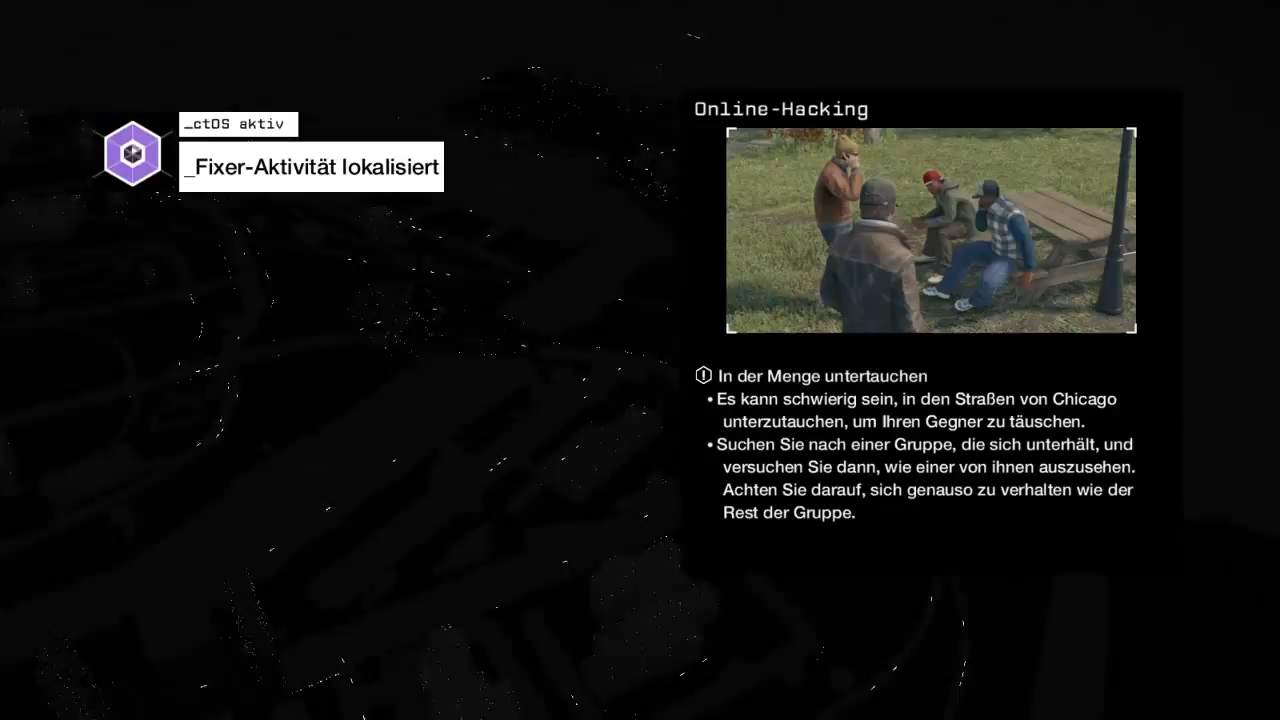 _ctOS aktiv
_Fixer-Aktivität lokalisiert
Online-Hacking
In der Menge untertauchen
• Es kann schwierig sein, in den Straßen von Chicago
unterzutauchen, um Ihren Gegner zu täuschen.
• Suchen Sie nach einer Gruppe, die sich unterhält, und
versuchen Sie dann, wie einer von ihnen auszusehen.
Achten Sie darauf, sich genauso zu verhalten wie der
Rest der Gruppe.